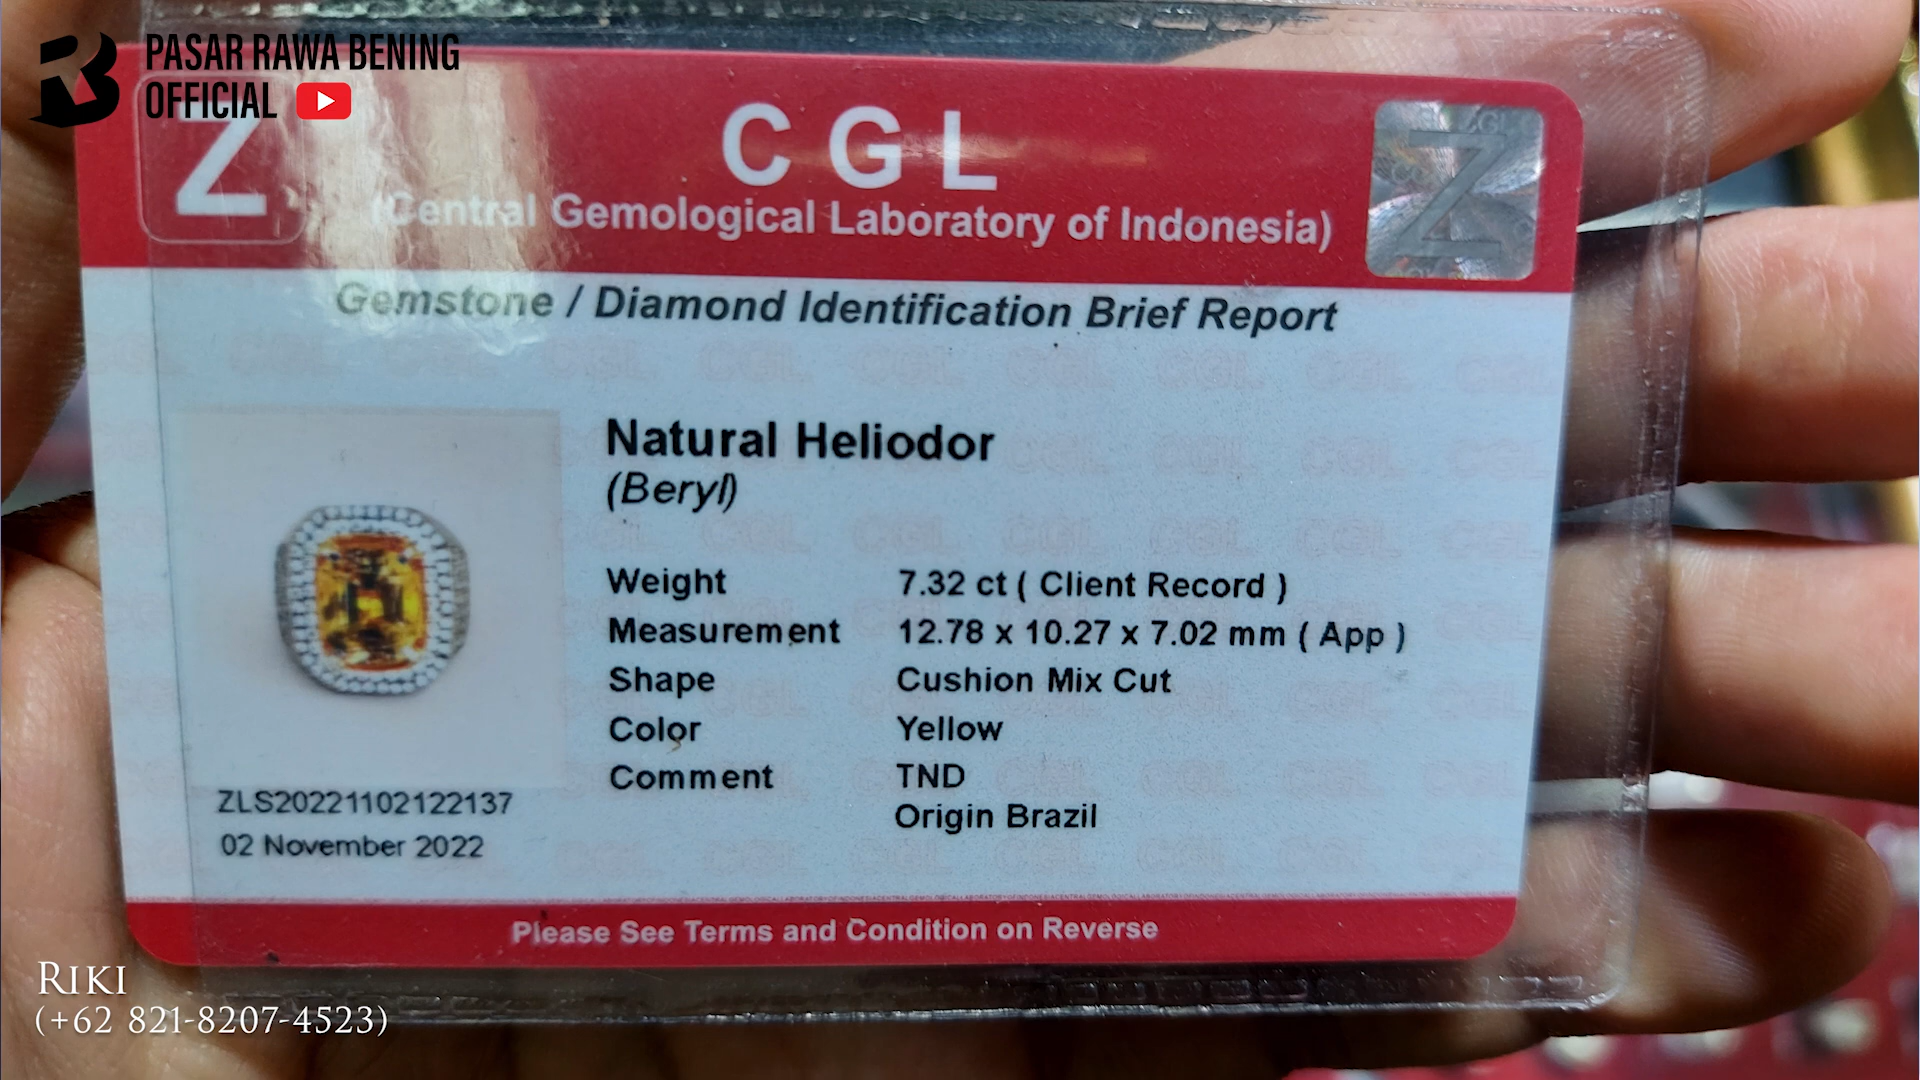 PASAR RAWA BENING
OFFICIAL
Z
CGL
(Central Gemological Laboratory of Indonesia)
Z
Gemstone / Diamond Identification Brief Report
Natural Heliodor
(Beryl)
Weight 7.32 ct ( Client Record )
Measurement 12.78 x 10.27 x 7.02 mm ( App )
Shape Cushion Mix Cut
Color Yellow
Comment TND
Origin Brazil
ZLS20221102122137
02 November 2022
Please See Terms and Condition on Reverse
RIKI
(+62 821-8207-4523)